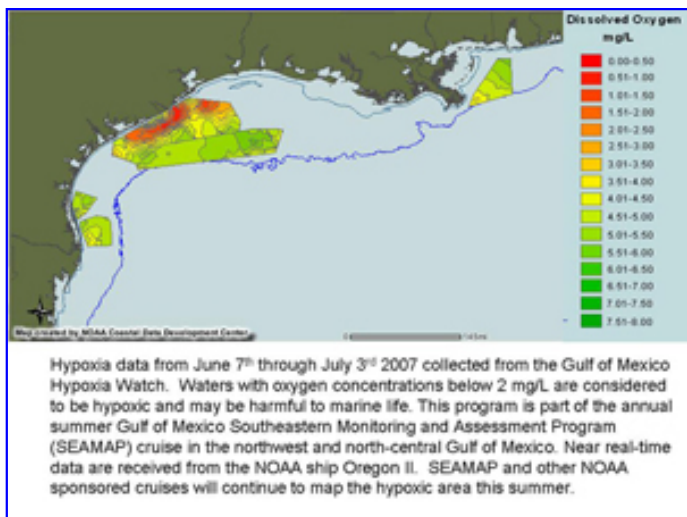 Dissolved Oxygen
mg/L
0.00-0.50
0.51-1.00
1.01-1.50
1.51-2.00
2.01-2.50
2.51-3.00
3.01-3.50
3.51-4.00
4.01-4.50
4.51-5.00
5.01-5.50
5.51-6.00
6.01-6.50
6.51-7.00
7.01-7.50
7.51-8.00
Map created by NOAA Coastal Data Development Center
Hypoxia data from June 7th through July 3rd 2007 collected from the Gulf of Mexico
Hypoxia Watch. Waters with oxygen concentrations below 2 mg/L are considered
to be hypoxic and may be harmful to marine life. This program is part of the annual
summer Gulf of Mexico Southeastern Monitoring and Assessment Program
(SEAMAP) cruise in the northwest and north-central Gulf of Mexico. Near real-time
data are received from the NOAA ship Oregon II. SEAMAP and other NOAA
sponsored cruises will continue to map the hypoxic area this summer.